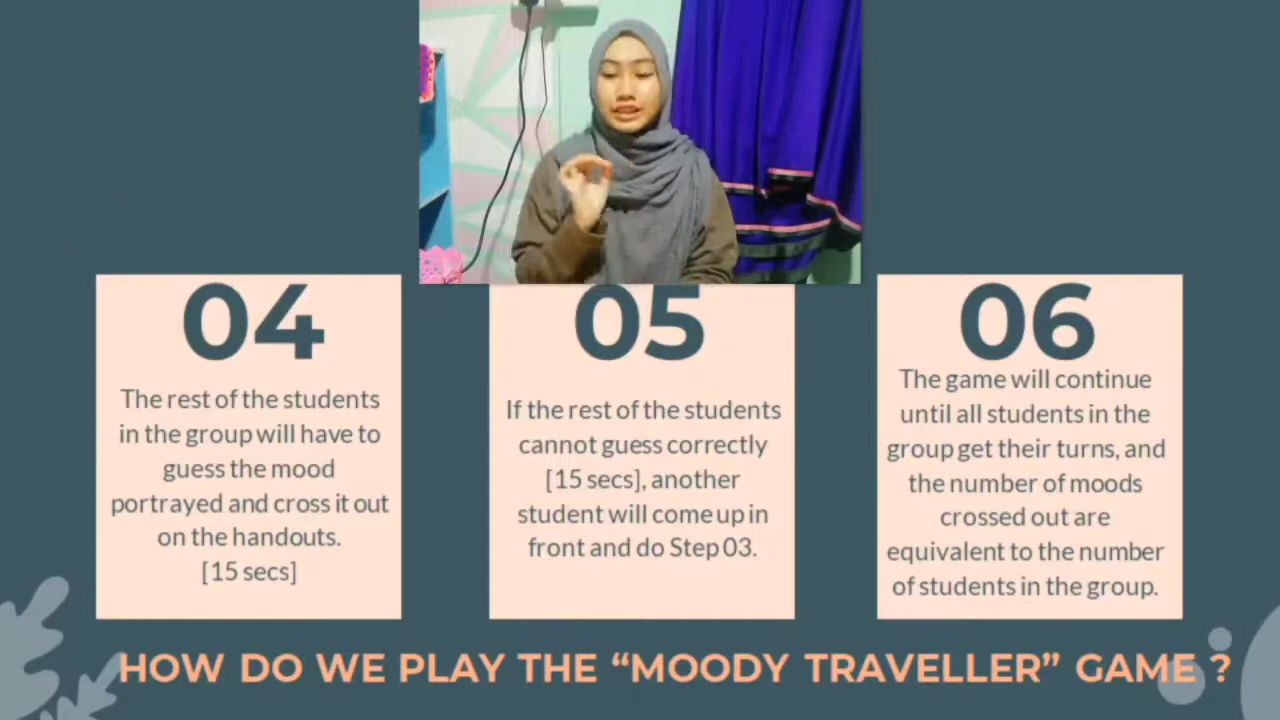 04
The rest of the students
in the group will have to
guess the mood
portrayed and cross it out
on the handouts.
[15 secs]
05
If the rest of the students
cannot guess correctly
[15 secs], another
student will come up in
front and do Step 03.
06
The game will continue
until all students in the
group get their turns, and
the number of moods
crossed out are
equivalent to the number
of students in the group.
HOW DO WE PLAY THE “MOODY TRAVELLER” GAME ?